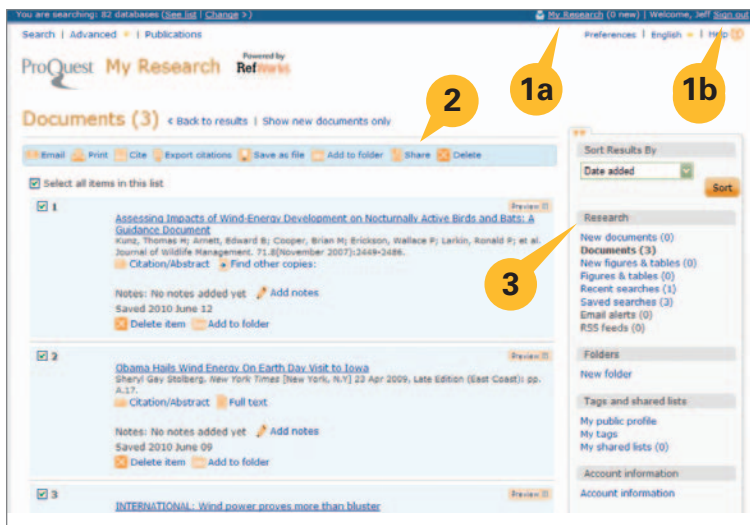 You are searching: 82 databases (See list | Change >)
My Research (0 new) | Welcome, Jeff Sign out
Search | Advanced | Publications
Preferences | English | Help
1a
1b
ProQuest My Research Powered by RefWorks
2
Documents (3) < Back to results | Show new documents only
Email Print Cite Export citations Save as file Add to folder Share Delete
Select all items in this list
1 Preview
Assessing Impacts of Wind-Energy Development on Nocturnally Active Birds and Bats: A
Guidance Document
Kunz, Thomas H; Arnett, Edward B; Cooper, Brian M; Erickson, Wallace P; Larkin, Ronald P; et al.
Journal of Wildlife Management. 71.8(November 2007):2449-2486.
Citation/Abstract Find other copies:
Notes: No notes added yet Add notes
Saved 2010 June 12
Delete item Add to folder
2 Preview
Obama Hails Wind Energy On Earth Day Visit to Iowa
Sheryl Gay Stolberg. New York Times [New York, N.Y] 23 Apr 2009, Late Edition (East Coast): pp.
A.17.
Citation/Abstract Full text
Notes: No notes added yet Add notes
Saved 2010 June 09
Delete item Add to folder
3 Preview
INTERNATIONAL: Wind power proves more than bluster
Sort Results By
Date added
Sort
Research
3
New documents (0)
Documents (3)
New figures & tables (0)
Figures & tables (0)
Recent searches (1)
Saved searches (3)
Email alerts (0)
RSS feeds (0)
Folders
New folder
Tags and shared lists
My public profile
My tags
My shared lists (0)
Account information
Account information